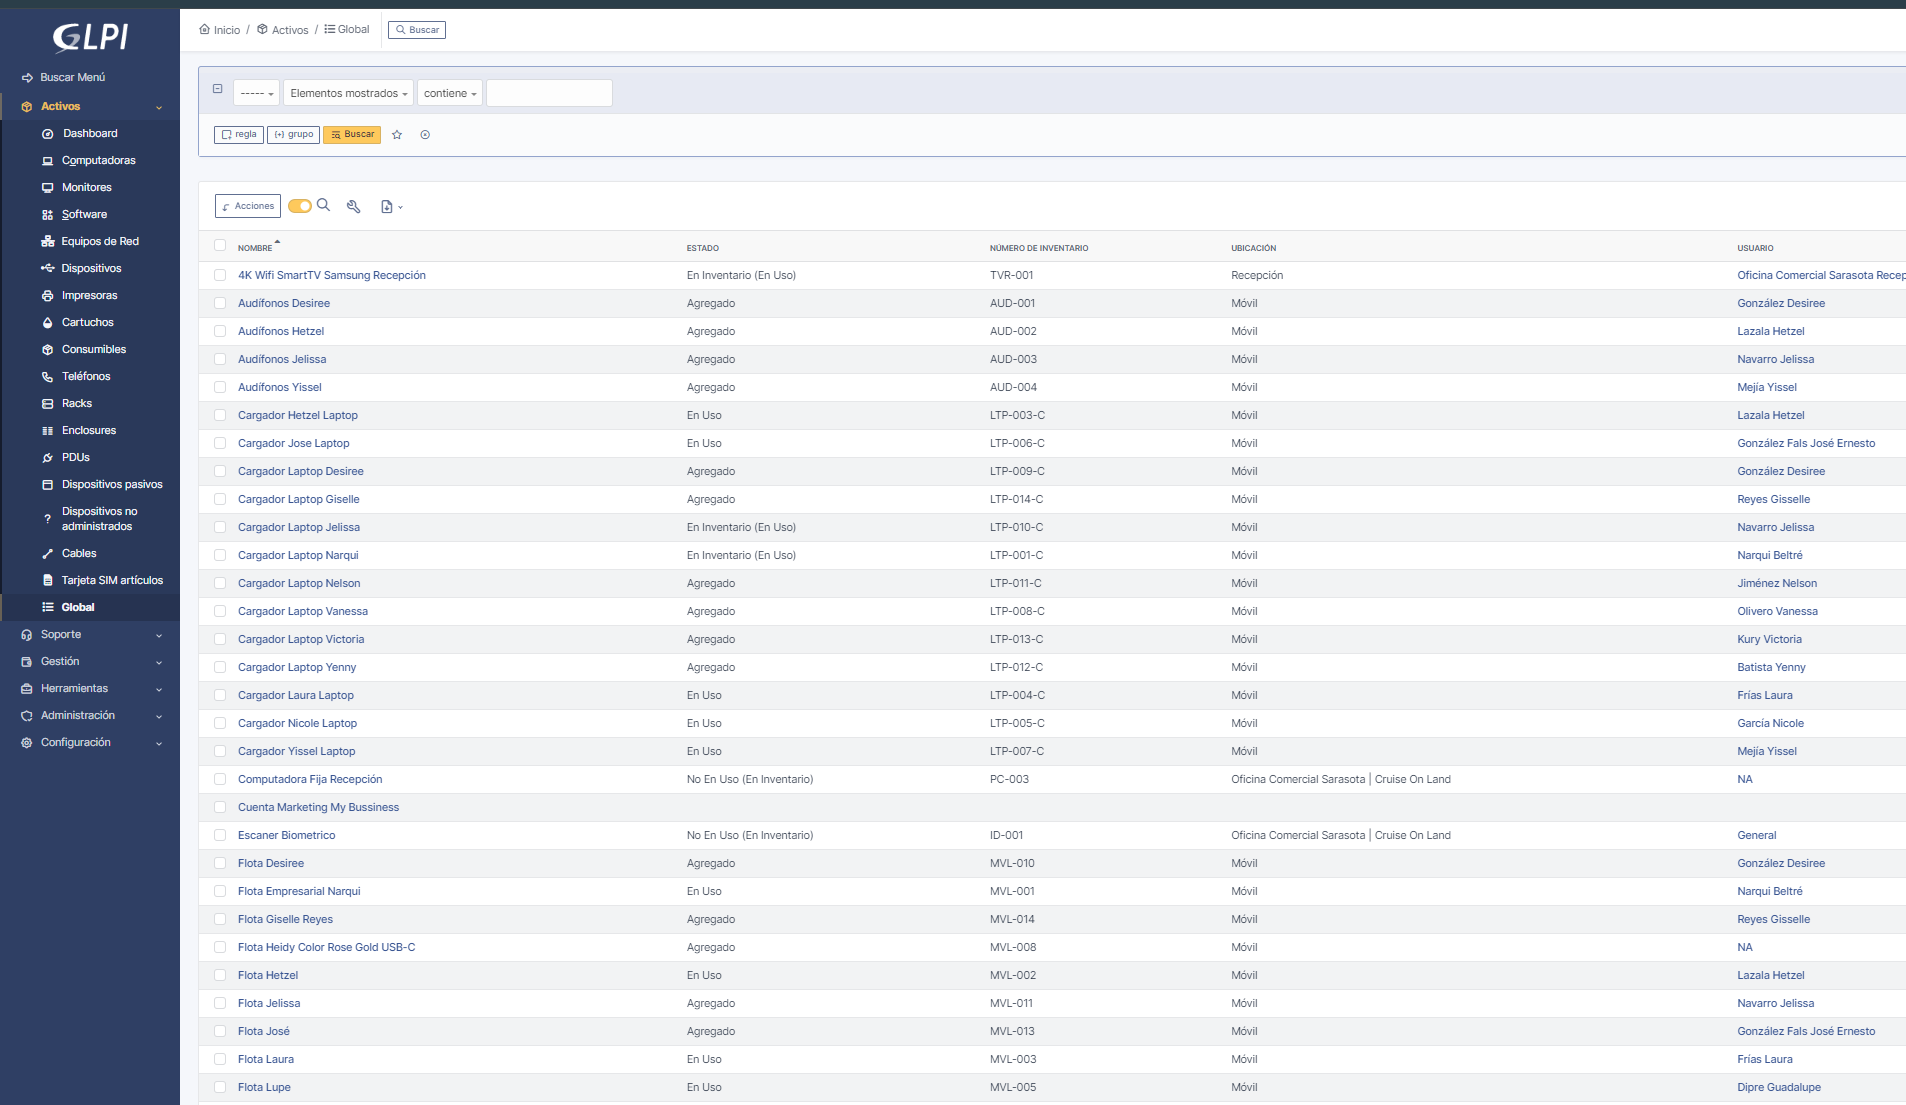 GLPI
Buscar Menú
Activos
Dashboard
Computadoras
Monitores
Software
Equipos de Red
Dispositivos
Impresoras
Cartuchos
Consumibles
Teléfonos
Racks
Enclosures
PDUs
Dispositivos pasivos
Dispositivos no
administrados
Cables
Tarjeta SIM artículos
Global
Soporte
Gestión
Herramientas
Administración
Configuración
Inicio / Activos / Global Buscar
----- Elementos mostrados contiene
regla (+) grupo Buscar
Acciones
NOMBRE ESTADO NÚMERO DE INVENTARIO UBICACIÓN USUARIO
4K Wifi SmartTV Samsung Recepción En Inventario (En Uso) TVR-001 Recepción Oficina Comercial Sarasota Recep
Audífonos Desiree Agregado AUD-001 Móvil González Desiree
Audífonos Hetzel Agregado AUD-002 Móvil Lazala Hetzel
Audífonos Jelissa Agregado AUD-003 Móvil Navarro Jelissa
Audífonos Yissel Agregado AUD-004 Móvil Mejía Yissel
Cargador Hetzel Laptop En Uso LTP-003-C Móvil Lazala Hetzel
Cargador Jose Laptop En Uso LTP-006-C Móvil González Fals José Ernesto
Cargador Laptop Desiree Agregado LTP-009-C Móvil González Desiree
Cargador Laptop Giselle Agregado LTP-014-C Móvil Reyes Gisselle
Cargador Laptop Jelissa En Inventario (En Uso) LTP-010-C Móvil Navarro Jelissa
Cargador Laptop Narqui En Inventario (En Uso) LTP-001-C Móvil Narqui Beltré
Cargador Laptop Nelson Agregado LTP-011-C Móvil Jiménez Nelson
Cargador Laptop Vanessa Agregado LTP-008-C Móvil Olivero Vanessa
Cargador Laptop Victoria Agregado LTP-013-C Móvil Kury Victoria
Cargador Laptop Yenny Agregado LTP-012-C Móvil Batista Yenny
Cargador Laura Laptop En Uso LTP-004-C Móvil Frías Laura
Cargador Nicole Laptop En Uso LTP-005-C Móvil García Nicole
Cargador Yissel Laptop En Uso LTP-007-C Móvil Mejía Yissel
Computadora Fija Recepción No En Uso (En Inventario) PC-003 Oficina Comercial Sarasota | Cruise On Land NA
Cuenta Marketing My Bussiness
Escaner Biometrico No En Uso (En Inventario) ID-001 Oficina Comercial Sarasota | Cruise On Land General
Flota Desiree Agregado MVL-010 Móvil González Desiree
Flota Empresarial Narqui En Uso MVL-001 Móvil Narqui Beltré
Flota Giselle Reyes Agregado MVL-014 Móvil Reyes Gisselle
Flota Heidy Color Rose Gold USB-C Agregado MVL-008 Móvil NA
Flota Hetzel En Uso MVL-002 Móvil Lazala Hetzel
Flota Jelissa Agregado MVL-011 Móvil Navarro Jelissa
Flota José Agregado MVL-013 Móvil González Fals José Ernesto
Flota Laura En Uso MVL-003 Móvil Frías Laura
Flota Lupe En Uso MVL-005 Móvil Dipre Guadalupe